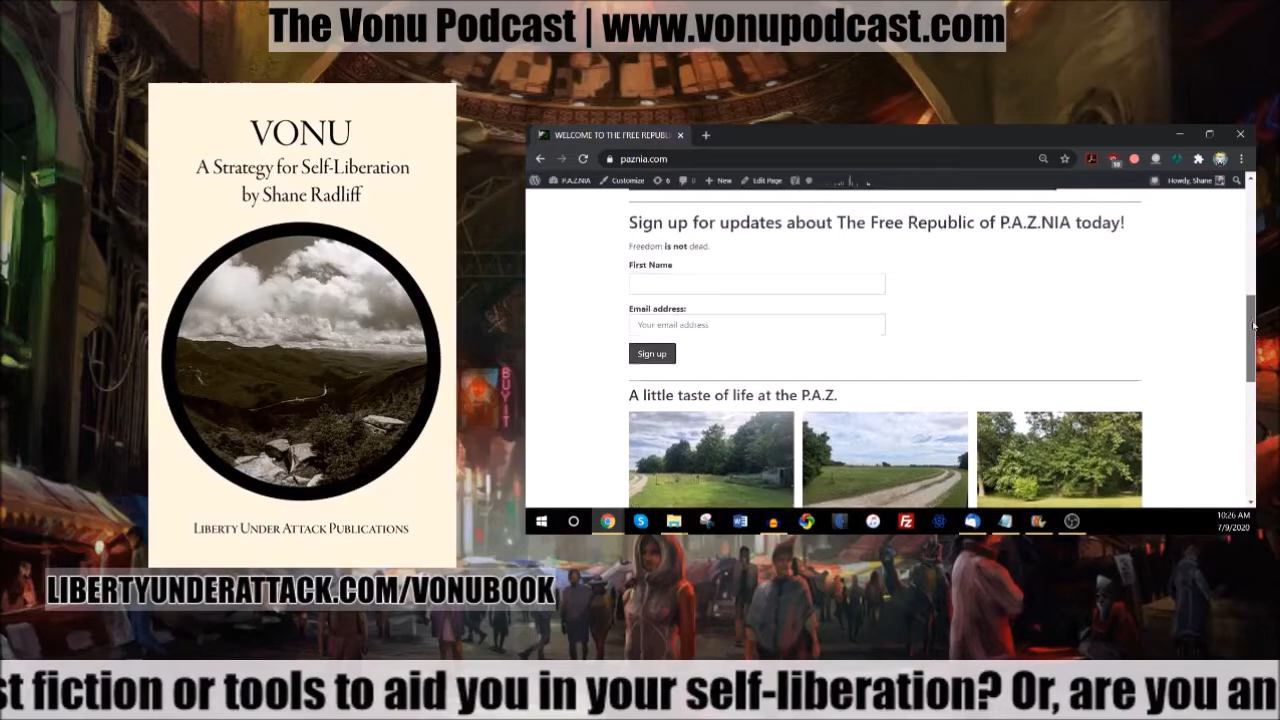 The Vonu Podcast | www.vonupodcast.com
VONU
A Strategy for Self-Liberation
by Shane Radliff
LIBERTY UNDER ATTACK PUBLICATIONS
LIBERTYUNDERATTACK.COM/VONUBOOK
WELCOME TO THE FREE REPUBL
paznia.com
P.A.Z.NIA Customize 6 New Edit Page Howdy, Shane
Sign up for updates about The Free Republic of P.A.Z.NIA today!
Freedom is not dead.
First Name
Email address:
Your email address
Sign up
A little taste of life at the P.A.Z.
10:26 AM
7/9/2020
BUY IT
st fiction or tools to aid you in your self-liberation? Or, are you an